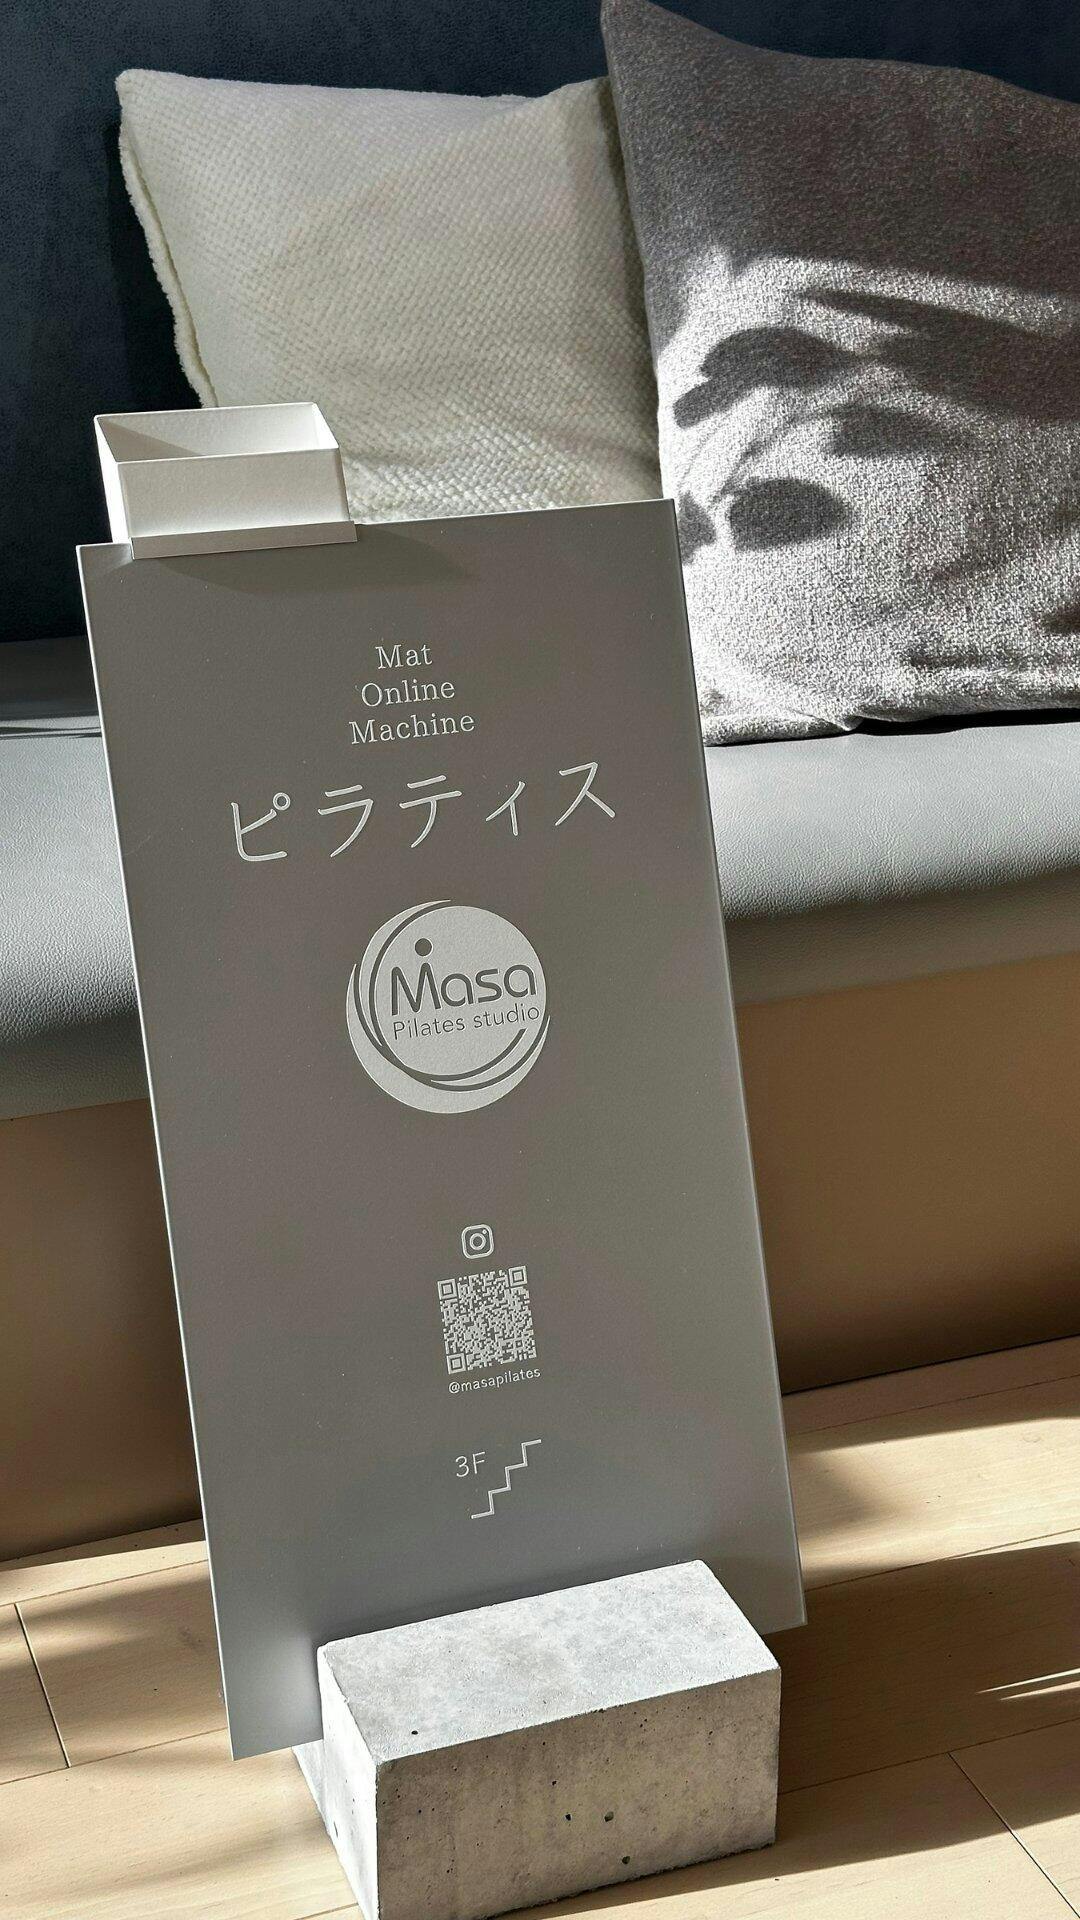 Mat
Online
Machine
ピラティス
Masa
Pilates studio
@masapilates
3F